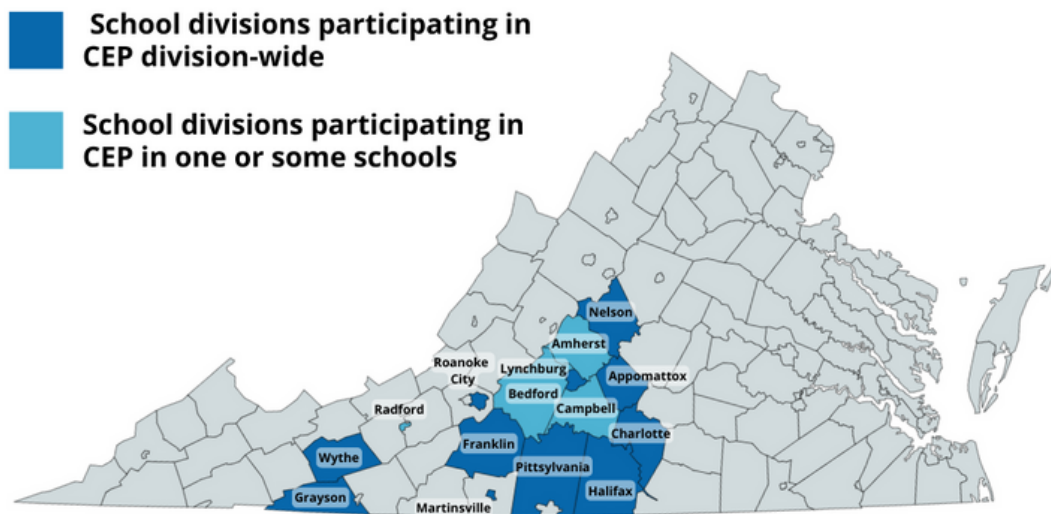 School divisions participating in
CEP division-wide
School divisions participating in
CEP in one or some schools
Nelson
Amherst
Roanoke
City
Lynchburg
Appomattox
Bedford
Radford
Campbell
Charlotte
Franklin
Wythe
Pittsylvania
Halifax
Grayson
Martinsville